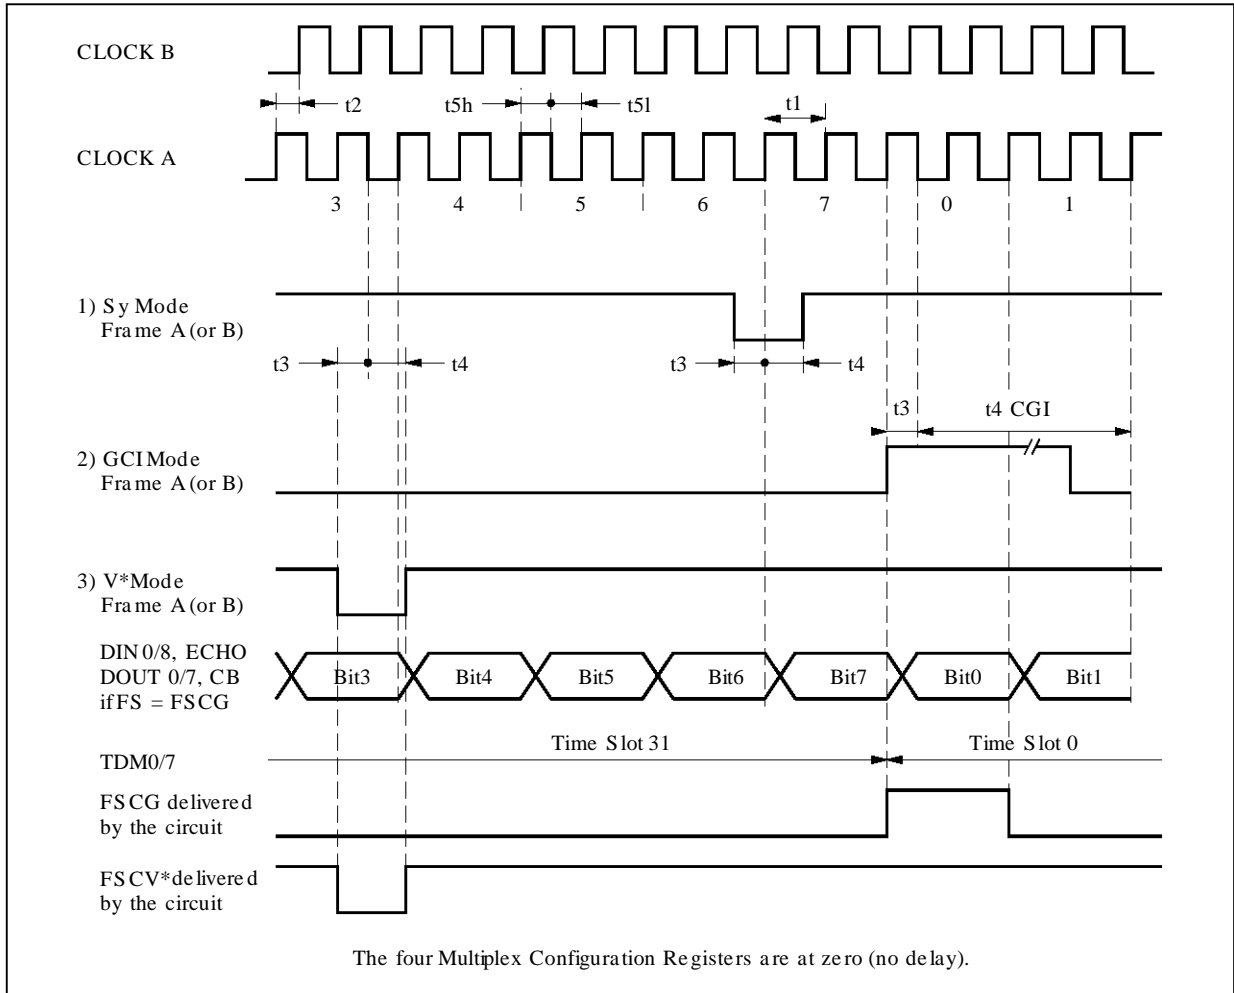 CLOCK B
t2
t5h
t5l
t1
CLOCK A
3 4 5 6 7 0 1
1) Sy Mode
Frame A (or B)
t3 t4 t3 t4
t3 t4 CGI
2) GCI Mode
Frame A (or B)
3) V* Mode
Frame A (or B)
DIN 0/8, ECHO
DOUT 0/7, CB
if FS = FSCG
Bit3 Bit4 Bit5 Bit6 Bit7 Bit0 Bit1
Time Slot 31 Time Slot 0
TDM0/7
FSCG delivered
by the circuit
FSCV* delivered
by the circuit
The four Multiplex Configuration Registers are at zero (no delay).